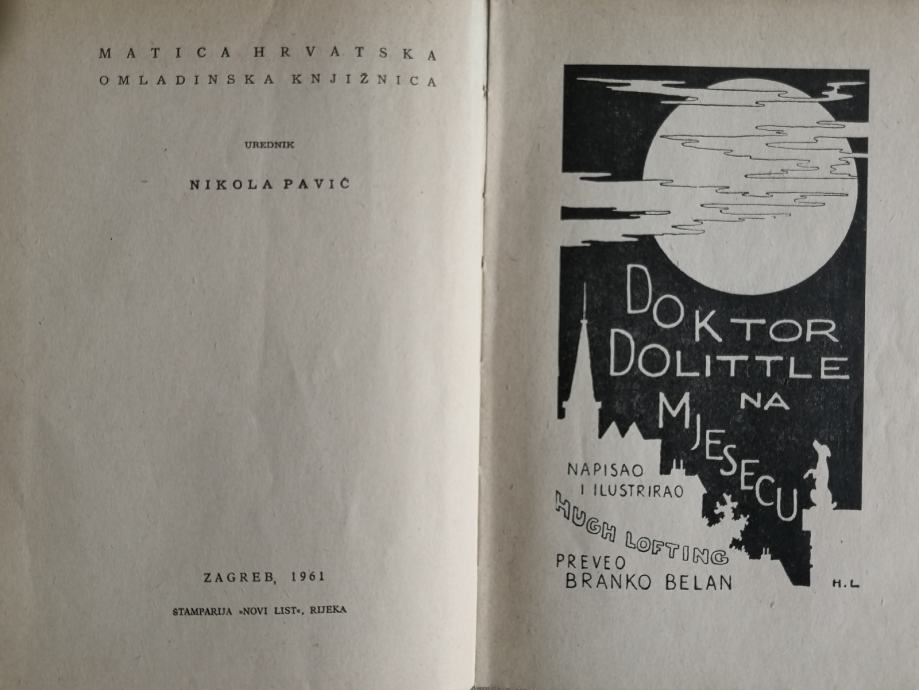 MATICA HRVATSKA
OMLADINSKA KNJIŽNICA
UREDNIK
NIKOLA PAVIĆ
ZAGREB, 1961
ŠTAMPARIJA »NOVI LIST«, RIJEKA
DOKTOR
DOLITTLE
NA
MJESECU
NAPISAO
I ILUSTRIRAO
HUGH LOFTING
PREVEO
BRANKO BELAN
H.L